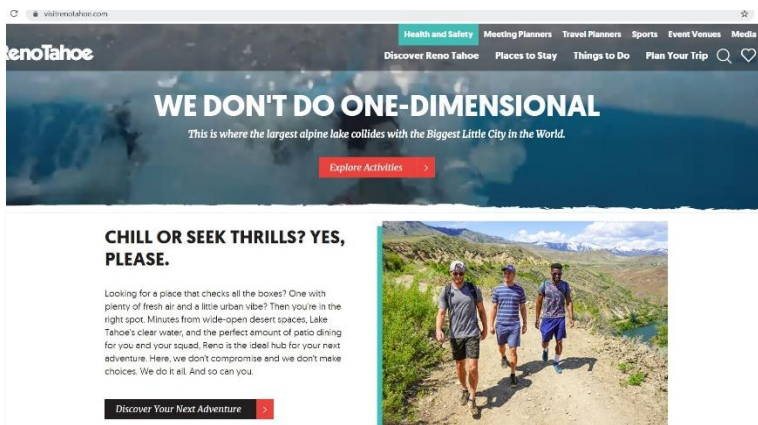 visitrenotahoe.com
Health and Safety Meeting Planners Travel Planners Sports Event Venues Media
RenoTahoe
Discover Reno Tahoe Places to Stay Things to Do Plan Your Trip
WE DON'T DO ONE-DIMENSIONAL
This is where the largest alpine lake collides with the Biggest Little City in the World.
Explore Activities >
CHILL OR SEEK THRILLS? YES,
PLEASE.
Looking for a place that checks all the boxes? One with
plenty of fresh air and a little urban vibe? Then you're in the
right spot. Minutes from wide-open desert spaces, Lake
Tahoe's clear water, and the perfect amount of patio dining
for you and your squad, Reno is the ideal hub for your next
adventure. Here, we don't compromise and we don't make
choices. We do it all. And so can you.
Discover Your Next Adventure >